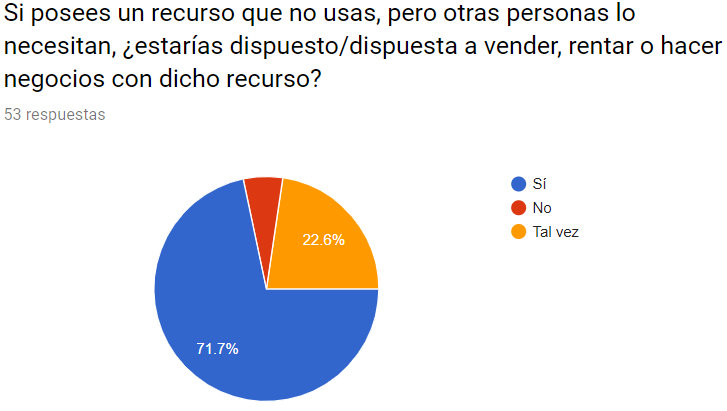 Si posees un recurso que no usas, pero otras personas lo
necesitan, ¿estarías dispuesto/dispuesta a vender, rentar o hacer
negocios con dicho recurso?
53 respuestas
Sí
No
Tal vez
22.6%
71.7%